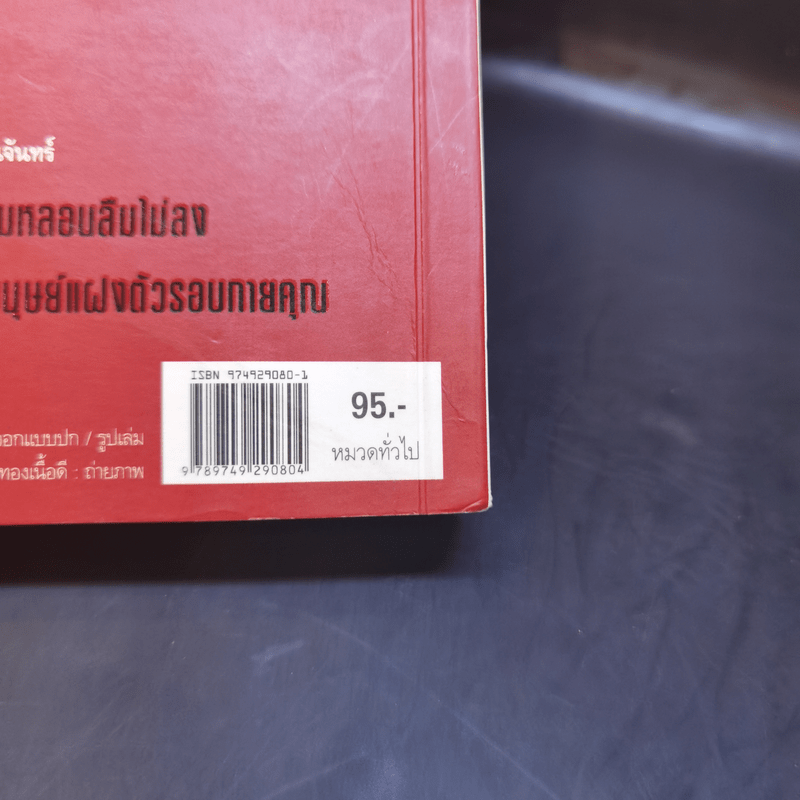 จันทร์
หลอนลืมไม่ลง
นุษย์แฝงตัวรอบกายคุณ
ISBN 974929080-1
95.-
หมวดทั่วไป
9 789749 290804
ออกแบบปก / รูปเล่ม
ทองเนื้อดี : ถ่ายภาพ